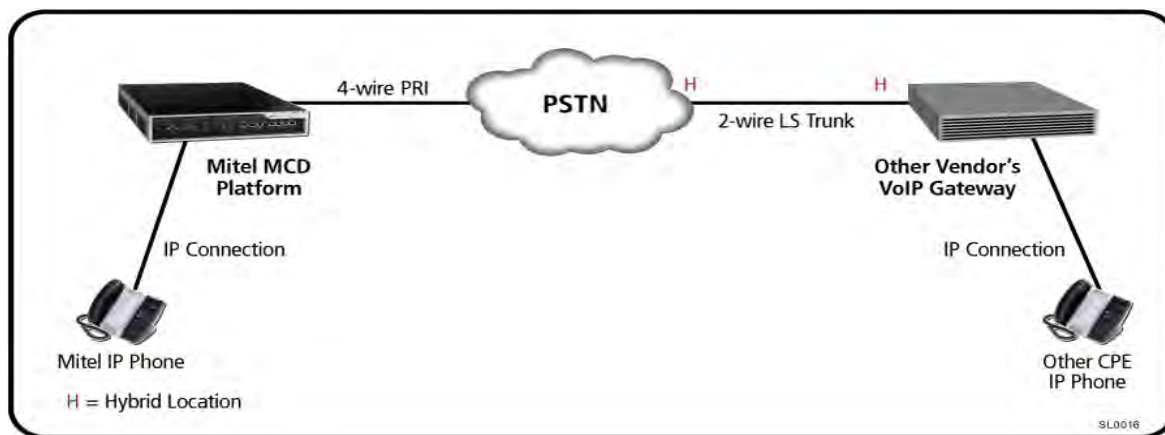 4-wire PRI
PSTN
H
H
2-wire LS Trunk
Mitel MCD
Platform
Other Vendor's
VoIP Gateway
IP Connection
IP Connection
Mitel IP Phone
Other CPE
IP Phone
H = Hybrid Location
SL0016